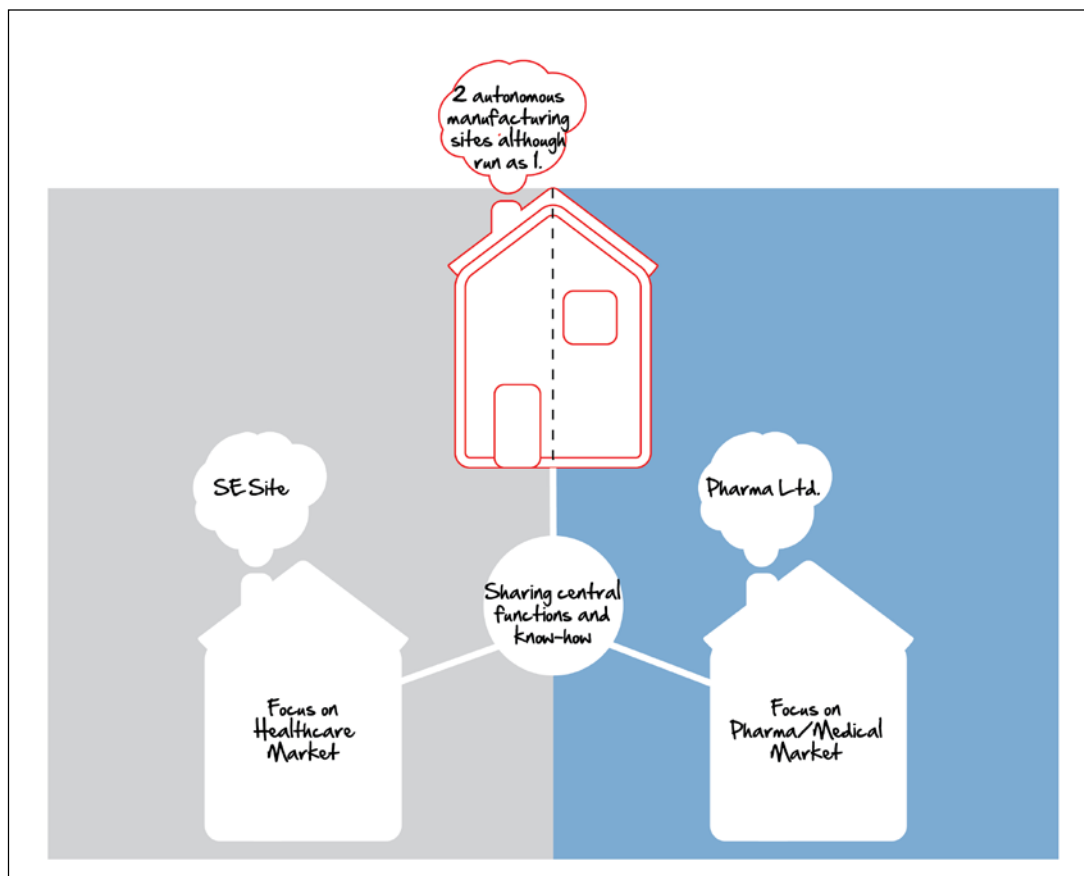 2 autonomous
manufacturing
sites although
run as 1.
SE Site
Pharma Ltd.
Sharing central
functions and
know-how
Focus on
Healthcare
Market
Focus on
Pharma/Medical
Market